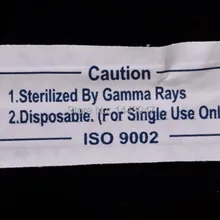 Caution
1.Sterilized By Gamma Rays
2.Disposable. (For Single Use Onl
ISO 9002